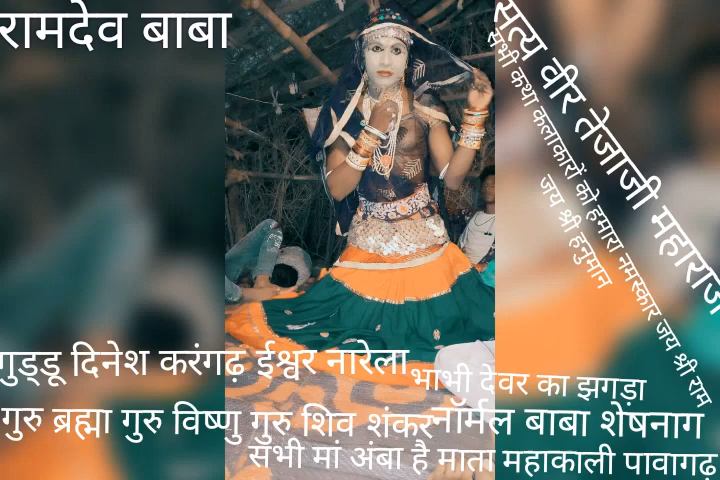 रामदेव बाबा
सत्य वीर तेजाजी महाराज
सभी कथा कलाकारों को हमारा नमस्कार जय श्री राम
जय श्री हनुमान
गुड्डू दिनेश करंगढ़ ईश्वर नारेला
भाभी देवर का झगड़ा
गुरु ब्रह्मा गुरु विष्णु गुरु शिव शंकर
नॉर्मल बाबा शेषनाग
सभी मां अंबा है माता महाकाली पावागढ़